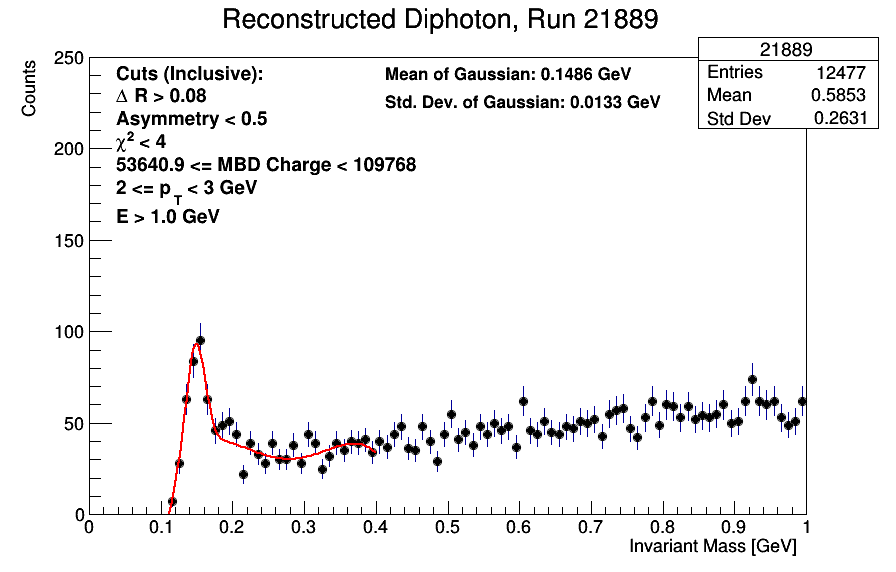 Reconstructed Diphoton, Run 21889
21889
Entries 12477
Mean 0.5853
Std Dev 0.2631
Cuts (Inclusive):
Δ R > 0.08
Asymmetry < 0.5
χ² < 4
53640.9 <= MBD Charge < 109768
2 <= p_T < 3 GeV
E > 1.0 GeV
Mean of Gaussian: 0.1486 GeV
Std. Dev. of Gaussian: 0.0133 GeV
Counts
250
200
150
100
50
0
0 0.1 0.2 0.3 0.4 0.5 0.6 0.7 0.8 0.9 1
Invariant Mass [GeV]